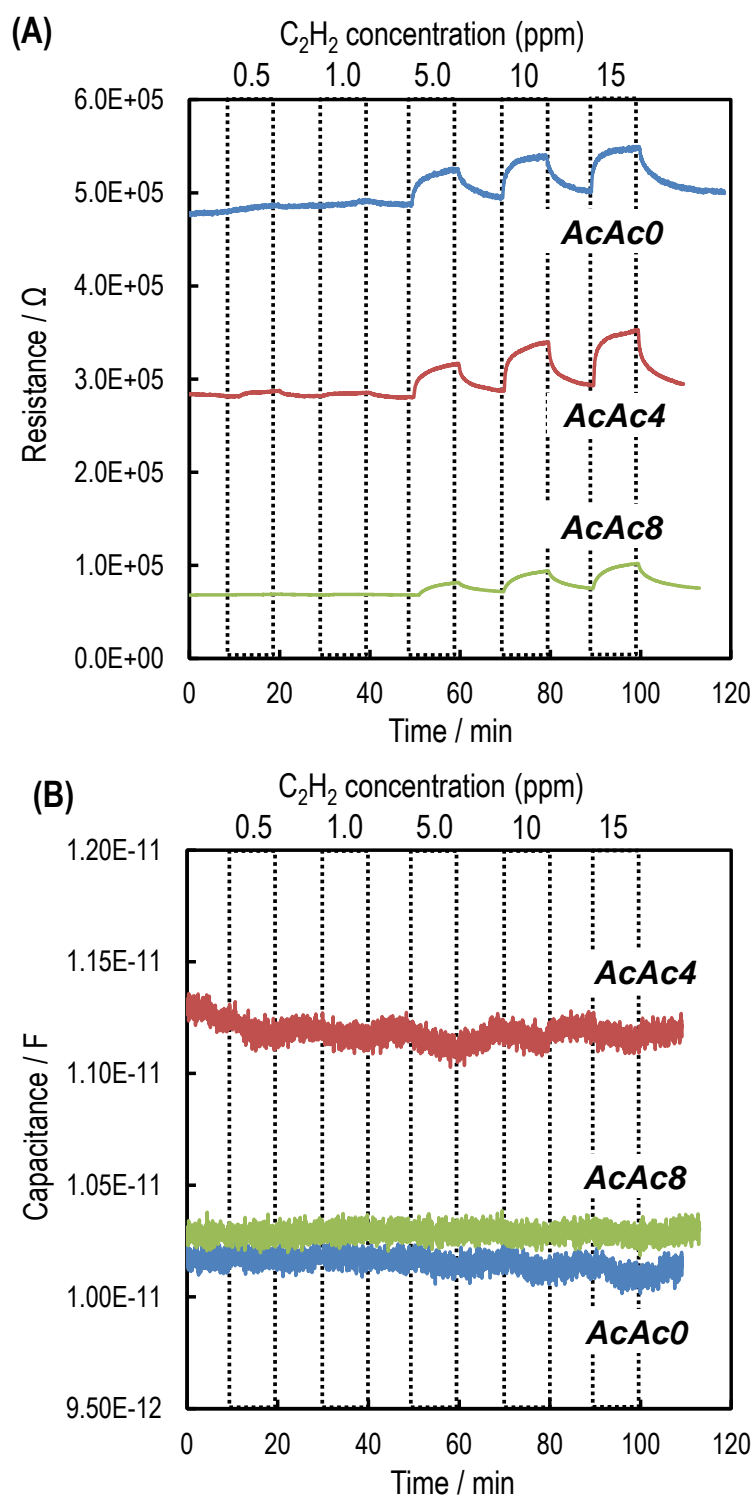 (A)
C₂H₂ concentration (ppm)
0.5 1.0 5.0 10 15
6.0E+05
5.0E+05
4.0E+05
3.0E+05
2.0E+05
1.0E+05
0.0E+00
Resistance / Ω
AcAc0
AcAc4
AcAc8
0 20 40 60 80 100 120
Time / min
(B)
C₂H₂ concentration (ppm)
0.5 1.0 5.0 10 15
1.20E-11
1.15E-11
1.10E-11
1.05E-11
1.00E-11
9.50E-12
Capacitance / F
AcAc4
AcAc8
AcAc0
0 20 40 60 80 100 120
Time / min